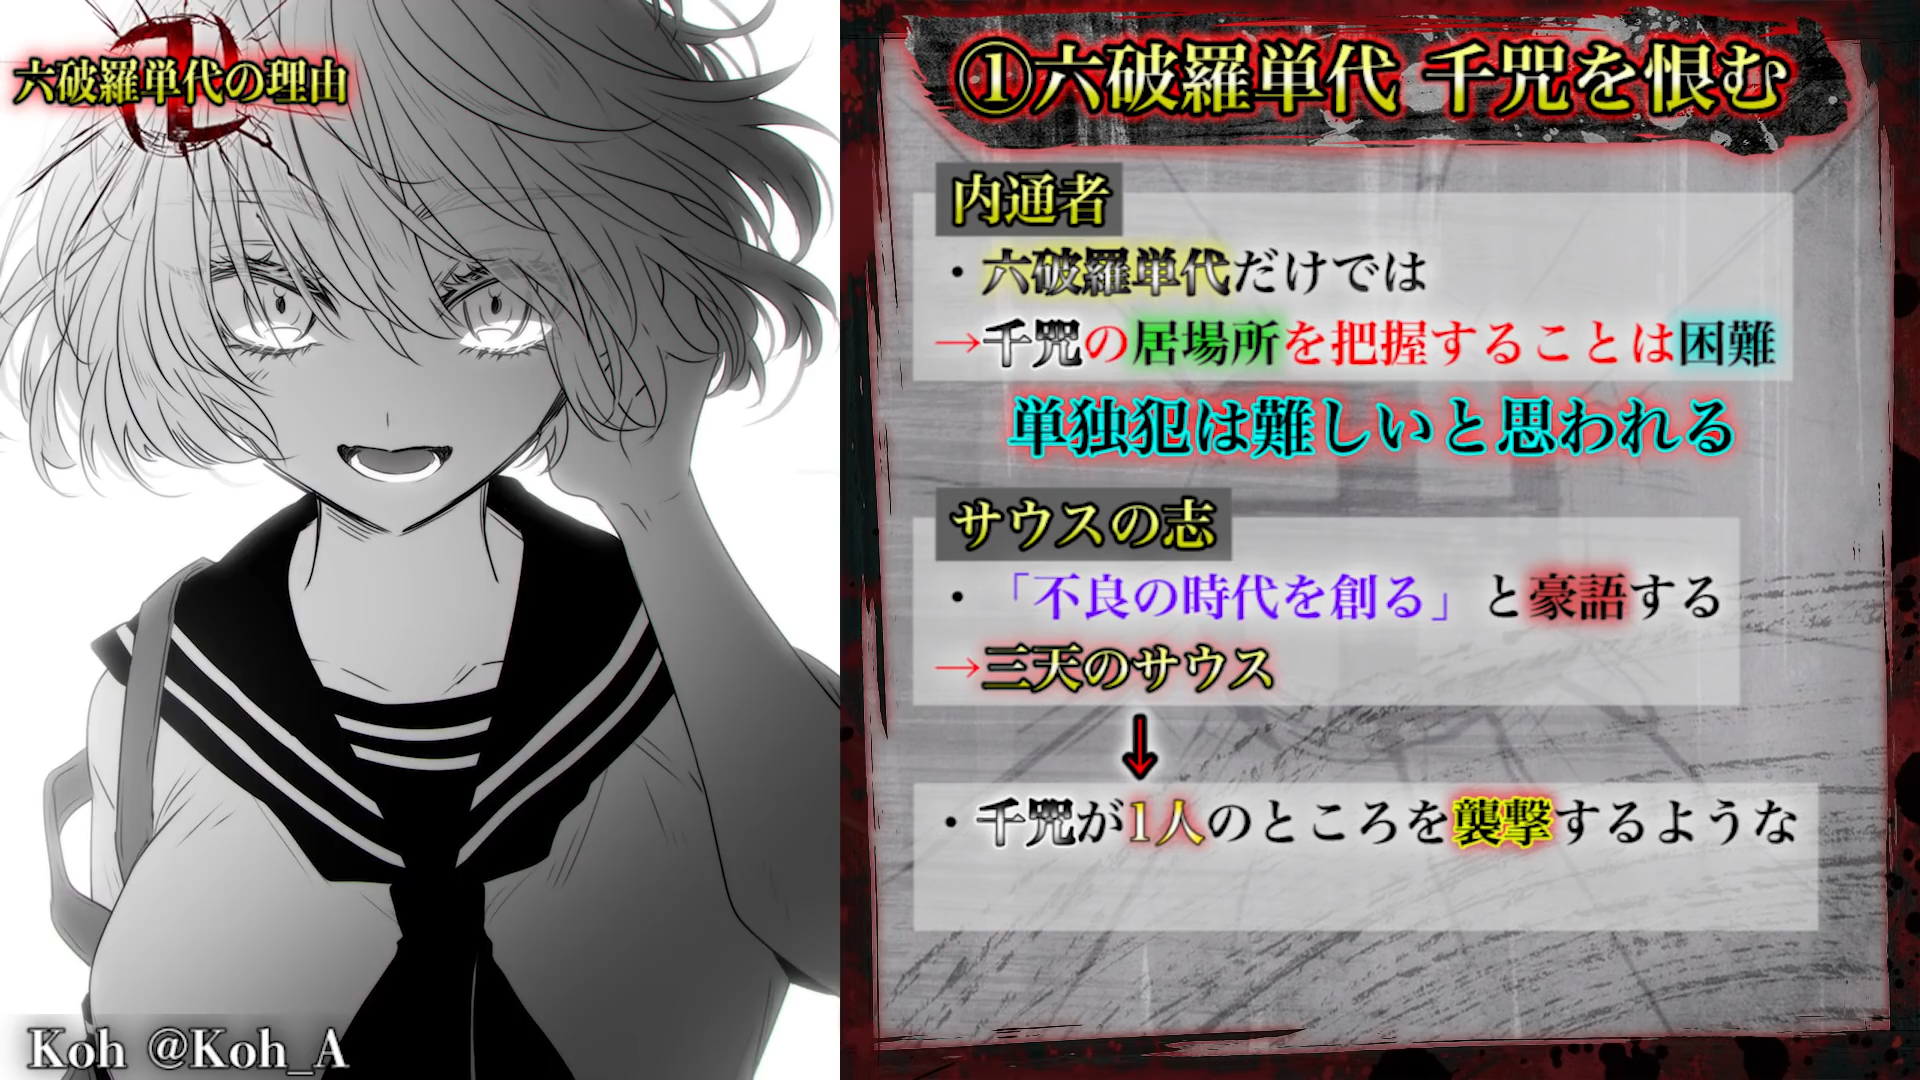 六破羅単代の理由
①六破羅単代 千咒を恨む
内通者
・六破羅単代だけでは
→千咒の居場所を把握することは困難
単独犯は難しいと思われる
サウスの志
・「不良の時代を創る」と豪語する
→三天のサウス
↓
・千咒が1人のところを襲撃するような
Koh @Koh_A